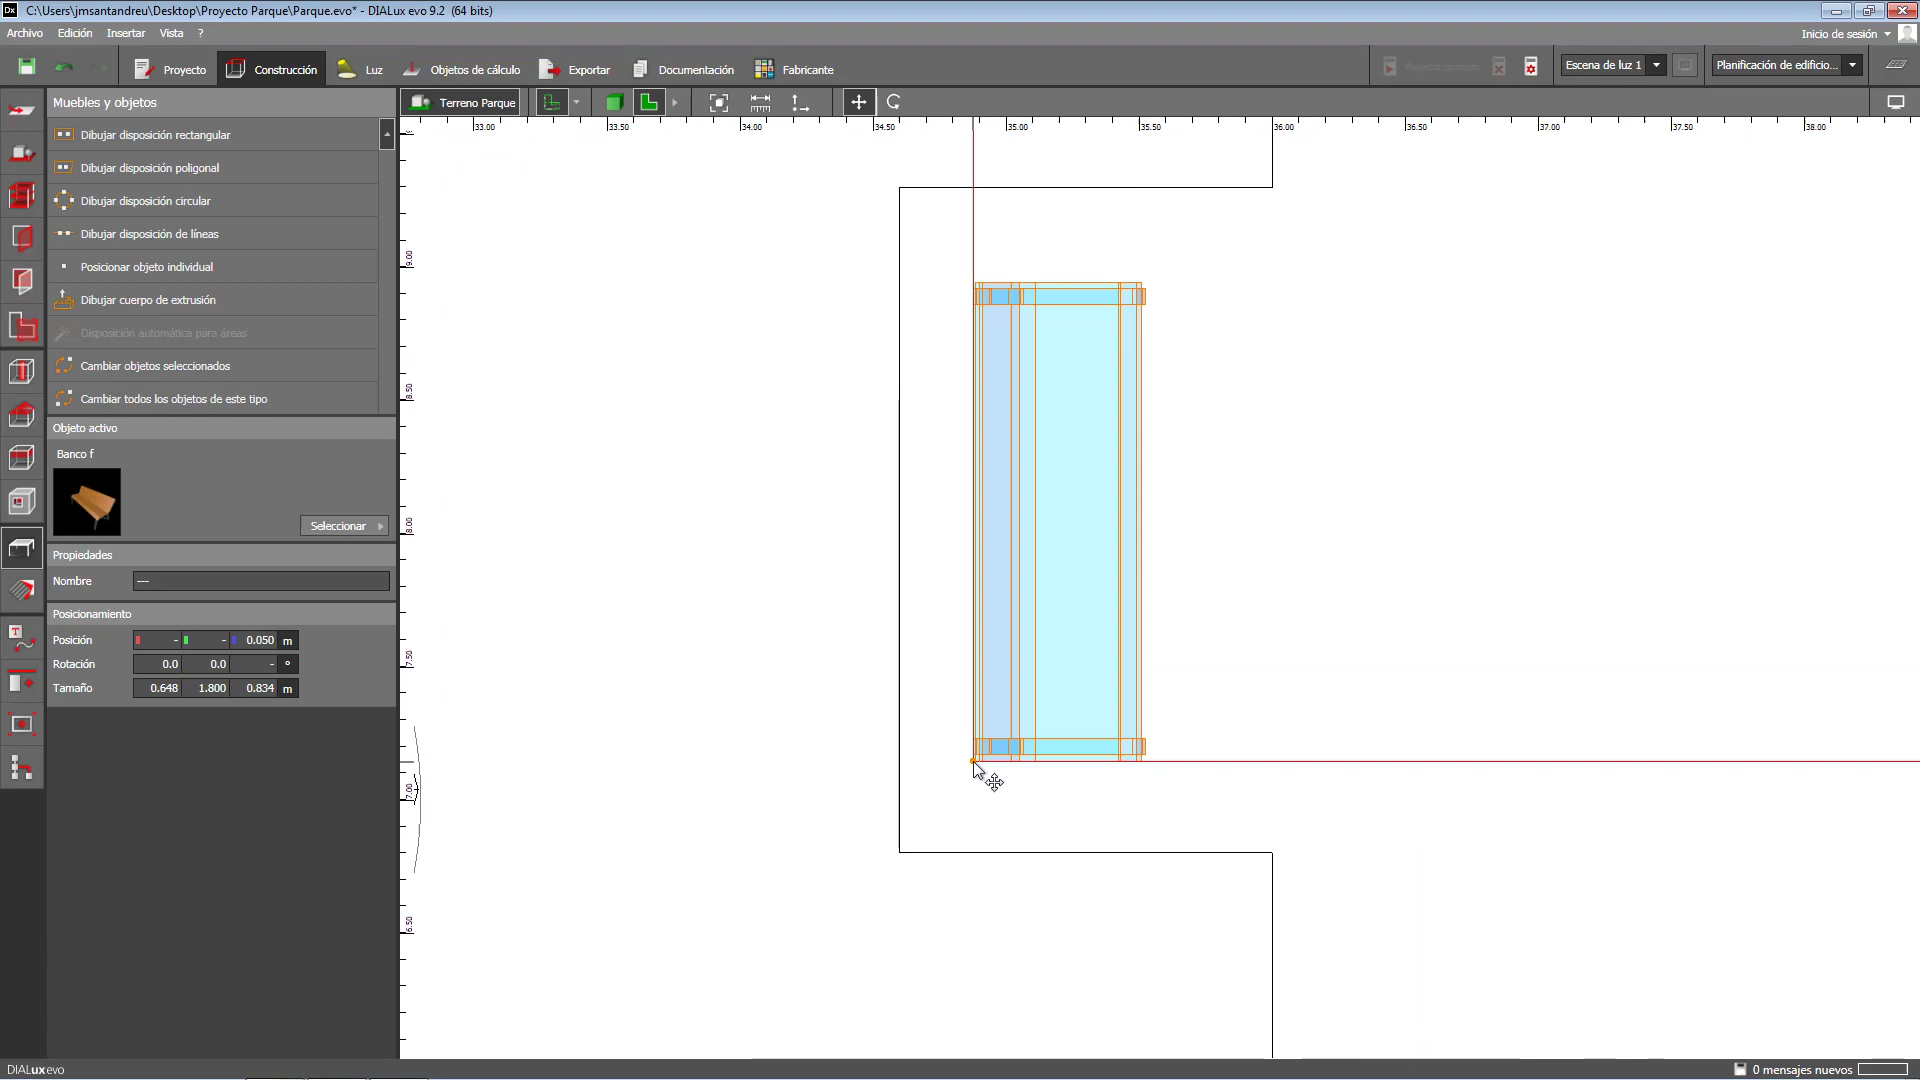 Dx C:\Users\jmsantandreu\Desktop\Proyecto Parque\Parque.evo* - DIALux evo 9.2 (64 bits)
Archivo Edición Insertar Vista ?
Inicio de sesión
Proyecto Construcción Luz Objetos de cálculo Exportar Documentación Fabricante
Escena de luz 1 Planificación de edificio...
Muebles y objetos
Terreno Parque
33.00 33.50 34.00 34.50 35.00 35.50 36.00 36.50 37.00 37.50 38.00
Dibujar disposición rectangular
Dibujar disposición poligonal
Dibujar disposición circular
Dibujar disposición de líneas
Posicionar objeto individual
Dibujar cuerpo de extrusión
Disposición automática para áreas
Cambiar objetos seleccionados
Cambiar todos los objetos de este tipo
Objeto activo
Banco f
Seleccionar
Propiedades
Nombre ---
Posicionamiento
Posición - - 0.050 m
Rotación 0.0 0.0 - °
Tamaño 0.648 1.800 0.834 m
9.00
8.50
8.00
7.50
7.00
6.50
T
DIALux evo
0 mensajes nuevos